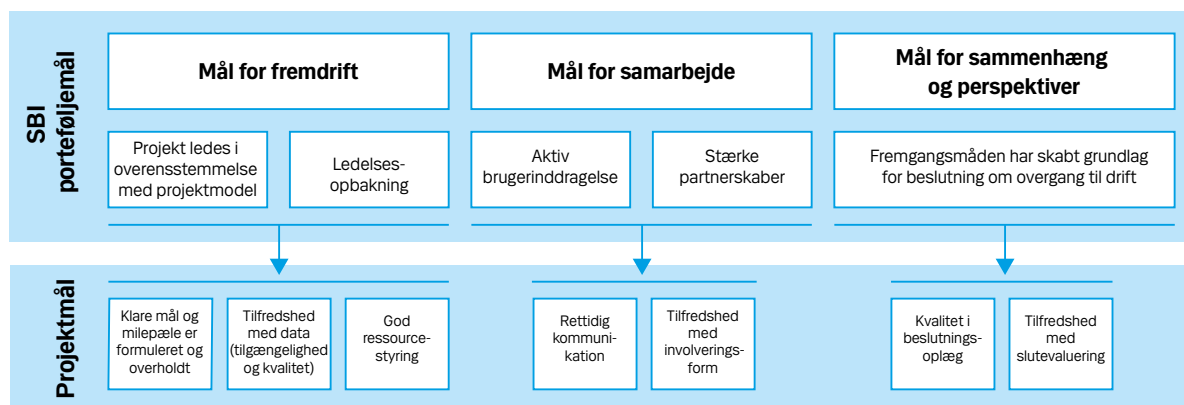 SBI
porteføljemål
Mål for fremdrift
Mål for samarbejde
Mål for sammenhæng
og perspektiver
Projekt ledes i
overensstemmelse
med projektmodel
Ledelses-
opbakning
Aktiv
brugerinddragelse
Stærke
partnerskaber
Fremgangsmåden har skabt grundlag
for beslutning om overgang til drift
Projektmål
Klare mål og
milepæle er
formuleret og
overholdt
Tilfredshed
med data
(tilgængelighed
og kvalitet)
God
ressource-
styring
Rettidig
kommuni-
kation
Tilfredshed
med
involverings-
form
Kvalitet i
beslutnings-
oplæg
Tilfredshed
med
slutevaluering